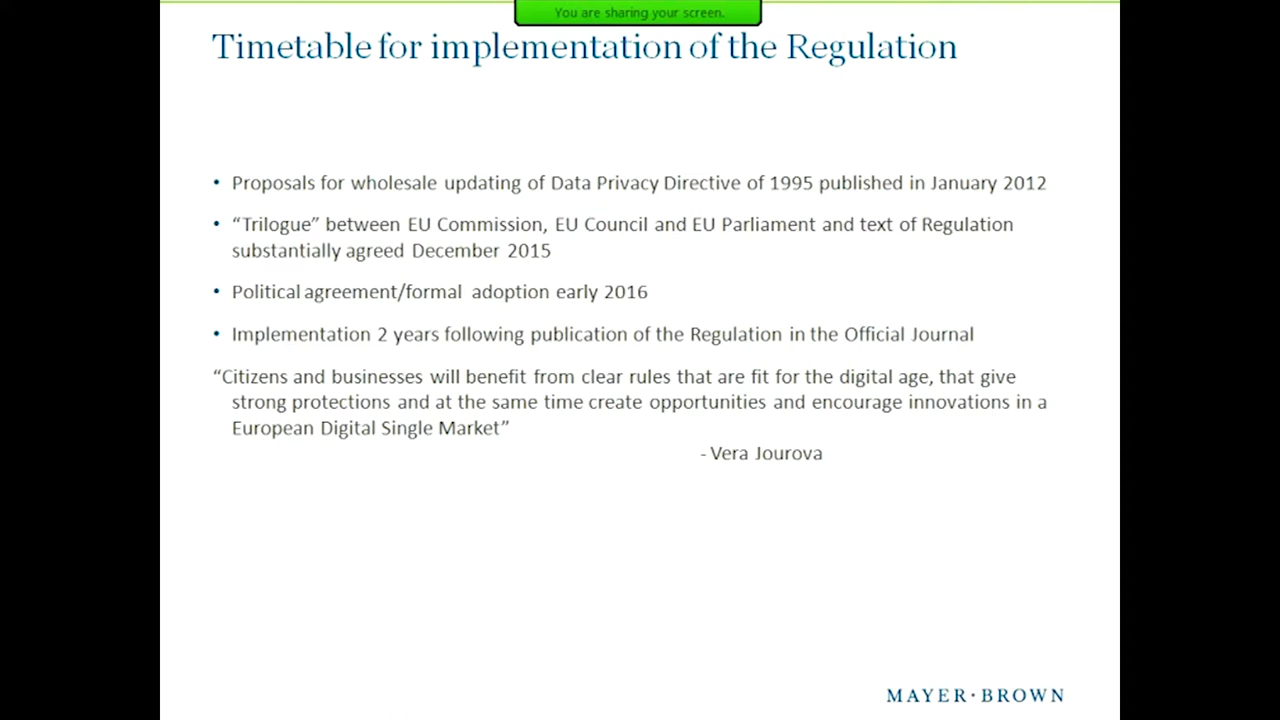 You are sharing your screen.
Timetable for implementation of the Regulation
• Proposals for wholesale updating of Data Privacy Directive of 1995 published in January 2012
• “Trilogue” between EU Commission, EU Council and EU Parliament and text of Regulation
substantially agreed December 2015
• Political agreement/formal adoption early 2016
• Implementation 2 years following publication of the Regulation in the Official Journal
“Citizens and businesses will benefit from clear rules that are fit for the digital age, that give
strong protections and at the same time create opportunities and encourage innovations in a
European Digital Single Market”
- Vera Jourova
MAYER·BROWN